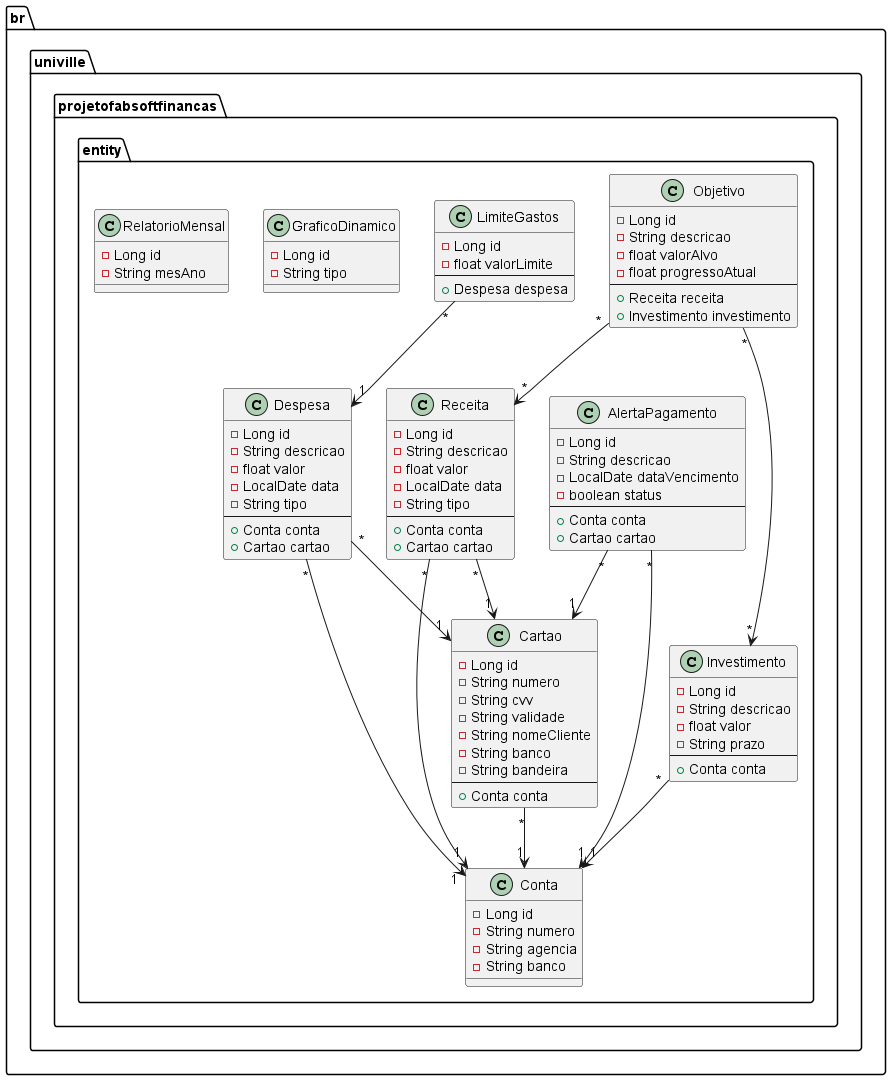 br
univille
projetofabsoftfinancas
entity
C RelatorioMensal
Long id
String mesAno
C GraficoDinamico
Long id
String tipo
C LimiteGastos
Long id
float valorLimite
Despesa despesa
C Objetivo
Long id
String descricao
float valorAlvo
float progressoAtual
Receita receita
Investimento investimento
*
*
*
1
*
C Despesa
Long id
String descricao
float valor
LocalDate data
String tipo
Conta conta
Cartao cartao
C Receita
Long id
String descricao
float valor
LocalDate data
String tipo
Conta conta
Cartao cartao
C AlertaPagamento
Long id
String descricao
LocalDate dataVencimento
boolean status
Conta conta
Cartao cartao
*
*
*
*
*
*
1
1
1
*
C Cartao
Long id
String numero
String cvv
String validade
String nomeCliente
String banco
String bandeira
Conta conta
C Investimento
Long id
String descricao
float valor
String prazo
Conta conta
*
*
1
1
1
1
1
C Conta
Long id
String numero
String agencia
String banco